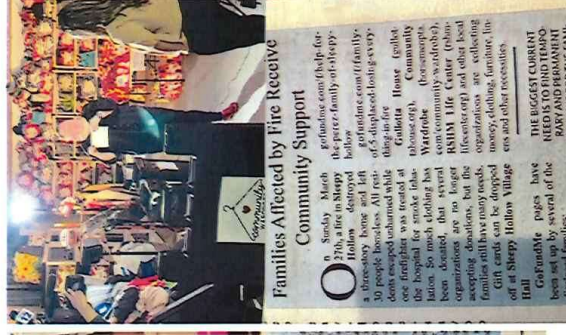 community
Families Affected by Fire Receive
Community Support
On Sunday March
27th, a fire in Sleepy
Hollow destroyed
a three-story home and left
30 people homeless. All resi-
dents escaped unharmed while
one firefighter was treated at
the hospital for smoke inha-
lation. So much clothing has
been donated, that several
organizations are no longer
accepting donations, but the
families still have many needs.
Gift cards can be dropped
off at Sleepy Hollow Village
Hall
GoFundMe pages have
been set up by several of the
gofundme.com/f/help-for-
the-perez-family-of-sleepy-
hollow
gofundme.com/f/family-
of-5-displaced-losing-every-
thing-in-fire
Gullotta House (gullot-
tahouse.org), Community
Wardrobe
com/community-wardrobe),
RSHM Life Center (rshm-
lifecenter.org) and other local
organizations are collecting
money, clothing, furniture, lin-
ens and other necessities.
THE BIGGEST CURRENT
NEED IS TO FIND TEMPO-
RARY AND PERMANENT